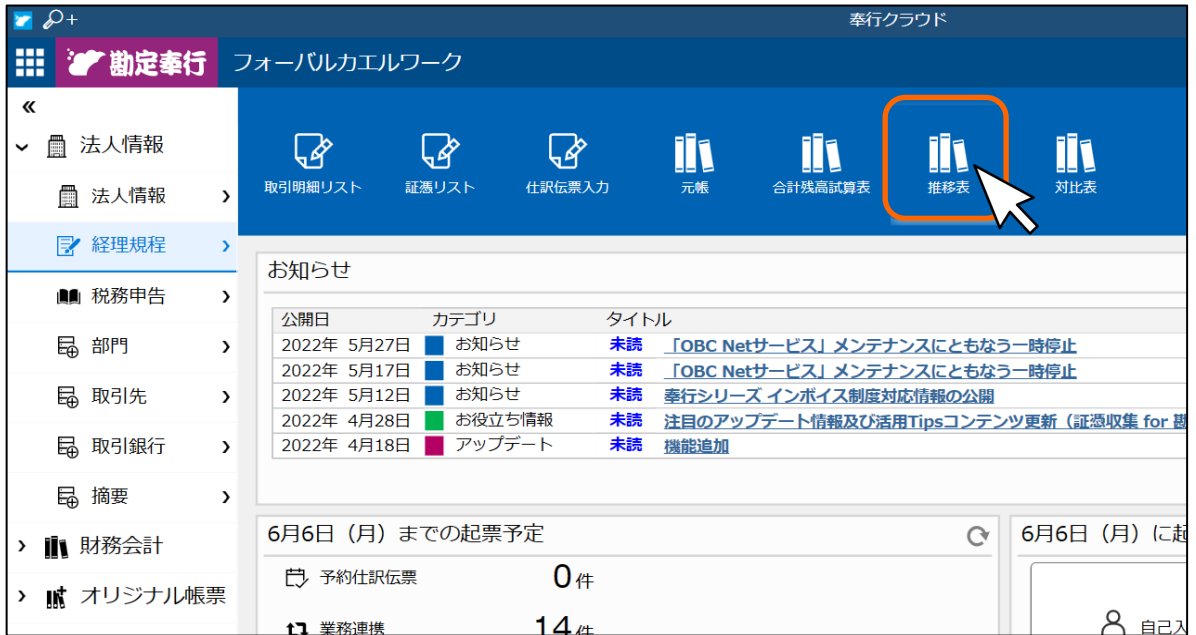 奉行クラウド
勘定奉行 フォーバルカエルワーク
«
法人情報
法人情報
経理規程
税務申告
部門
取引先
取引銀行
摘要
財務会計
オリジナル帳票
取引明細リスト 証憑リスト 仕訳伝票入力 元帳 合計残高試算表 推移表 対比表
お知らせ
公開日 カテゴリ タイトル
2022年 5月27日 お知らせ 未読 「OBC Netサービス」メンテナンスにともなう一時停止
2022年 5月17日 お知らせ 未読 「OBC Netサービス」メンテナンスにともなう一時停止
2022年 5月12日 お知らせ 未読 奉行シリーズ インボイス制度対応情報の公開
2022年 4月28日 お役立ち情報 未読 注目のアップデート情報及び活用Tipsコンテンツ更新（証憑収集 for 勘
2022年 4月18日 アップデート 未読 機能追加
6月6日（月）までの起票予定
予約仕訳伝票 0件
業務連携 14件
6月6日（月）に起
自己入